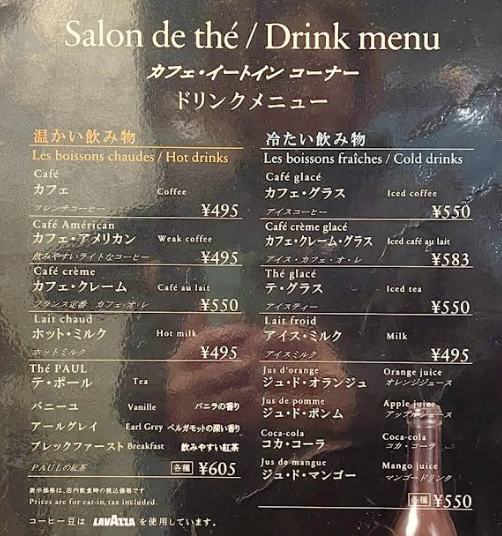 Salon de thé / Drink menu
カフェ・イートイン コーナー
ドリンクメニュー
温かい飲み物
Les boissons chaudes / Hot drinks
Café
カフェ Coffee
フレンチコーヒー ¥495
Café Américan
カフェ・アメリカン Weak coffee
飲みやすいライトなコーヒー ¥495
Café crème
カフェ・クレーム Café au lait
フランス定番 カフェ・オ・レ ¥550
Lait chaud
ホット・ミルク Hot milk
ホットミルク ¥495
Thé PAUL
テ・ポール Tea
バニーユ Vanille バニラの香り
アールグレイ Earl Grey ベルガモットの深い香り
ブレックファースト Breakfast 飲みやすい紅茶
PAULの紅茶 各種 ¥605
表示価格は、店内飲食時の税込価格です
Prices are for eat-in, tax included.
コーヒー豆は LAVAZZA を使用しています。
冷たい飲み物
Les boissons fraîches / Cold drinks
Café glacé
カフェ・グラス Iced coffee
アイスコーヒー ¥550
Café crème glacé
カフェ・クレーム・グラス Iced café au lait
アイス・カフェ・オ・レ ¥583
Thé glacé
テ・グラス Iced tea
アイスティー ¥550
Lait froid
アイス・ミルク Milk
アイスミルク ¥495
Jus d'orange Orange juice
ジュ・ド・オランジュ オレンジジュース
Jus de pomme Apple juice
ジュ・ド・ポンム アップルジュース
Coca-cola Coca-cola
コカ・コーラ コカ・コーラ
Jus de mangue Mango juice
ジュ・ド・マンゴー マンゴードリンク
各種 ¥550